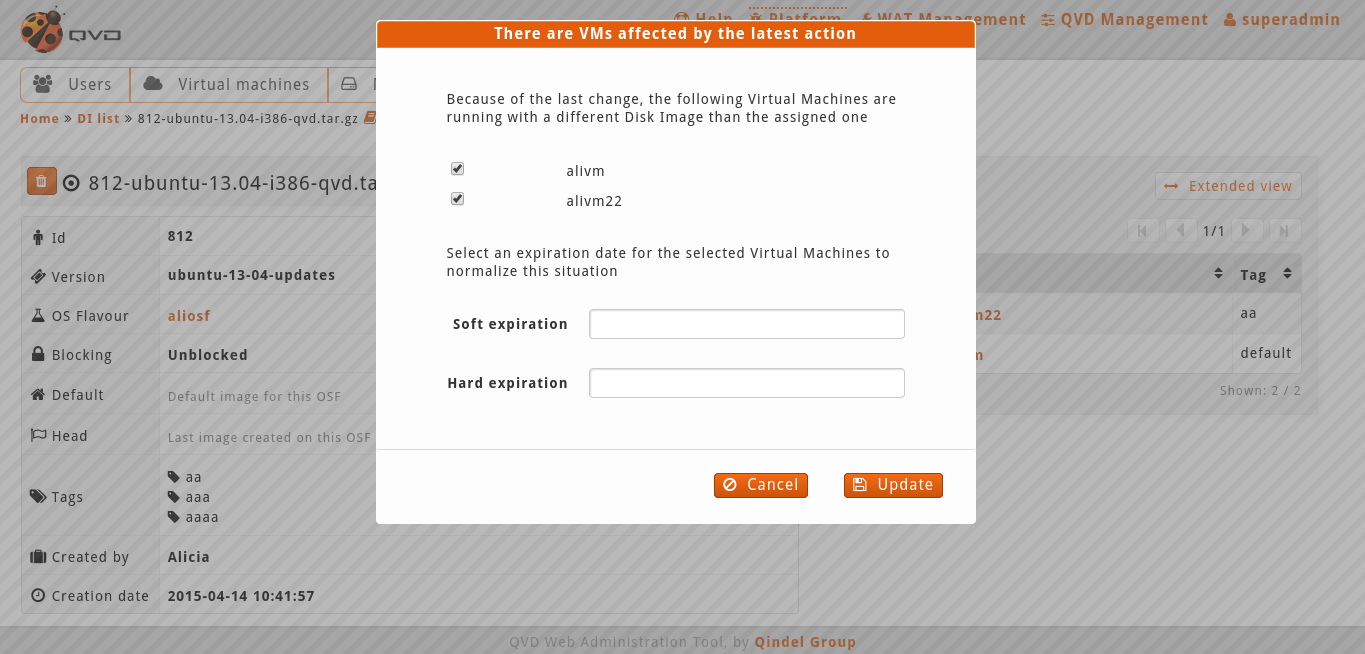 QVD
Help Platform WAT Management QVD Management superadmin
There are VMs affected by the latest action
Users Virtual machines
Home » DI list » 812-ubuntu-13.04-i386-qvd.tar.gz
Because of the last change, the following Virtual Machines are
running with a different Disk Image than the assigned one
alivm
alivm22
Select an expiration date for the selected Virtual Machines to
normalize this situation
Soft expiration
Hard expiration
Cancel Update
812-ubuntu-13.04-i386-qvd.ta
Extended view
Id 812
Version ubuntu-13-04-updates
OS Flavour aliosf
Blocking Unblocked
Default Default image for this OSF
Head Last image created on this OSF
Tags aa
aaa
aaaa
Created by Alicia
Creation date 2015-04-14 10:41:57
1/1
Tag
m22 aa
m default
Shown: 2 / 2
QVD Web Administration Tool, by Qindel Group